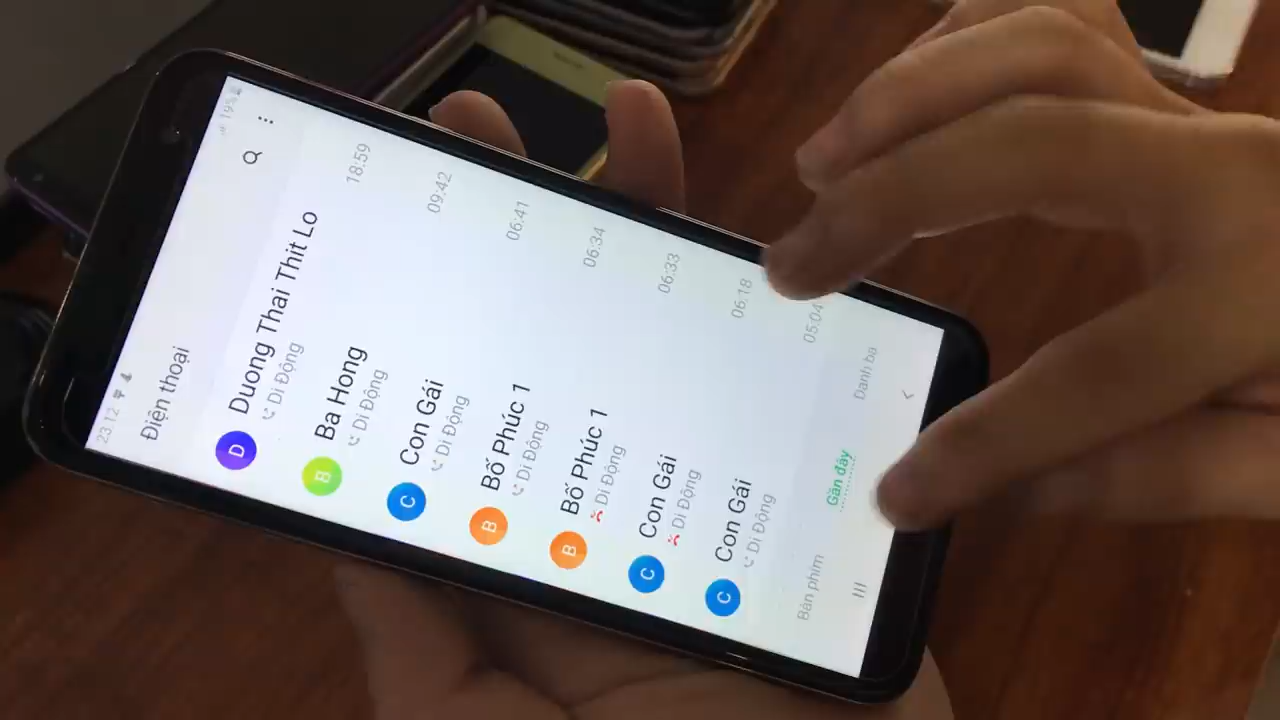 23:12 19%
Điện thoại
D Duong Thai Thit Lo 18:59
Di Động
B Ba Hong 09:42
Di Động
C Con Gái 06:41
Di Động
B Bố Phúc 1 06:34
Di Động
B Bố Phúc 1 06:33
Di Động
C Con Gái 06:18
Di Động
C Con Gái 05:04
Di Động
Bàn phím Gần đây Danh bạ